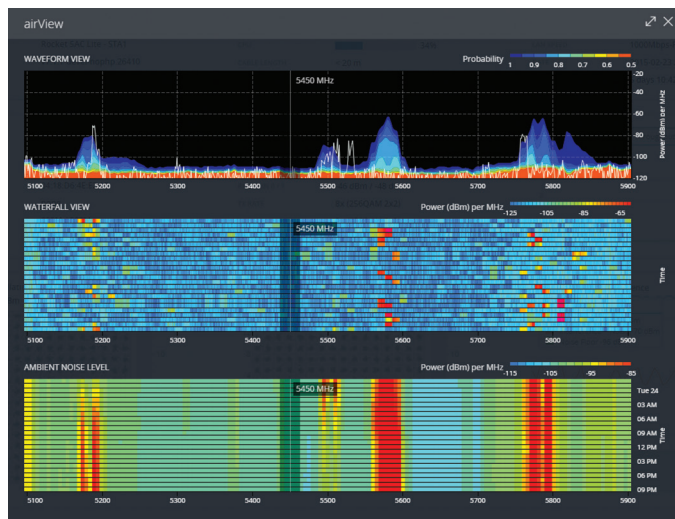 airView
WAVEFORM VIEW
Probability
1 0.9 0.8 0.7 0.6 0.5
5450 MHz
-20
-40
-60
-80
-100
-120
Power (dBm) per MHz
5100 5200 5300 5400 5500 5600 5700 5800 5900
WATERFALL VIEW
Power (dBm) per MHz
-125 -105 -85 -65
5450 MHz
Time
5100 5200 5300 5400 5500 5600 5700 5800 5900
AMBIENT NOISE LEVEL
Power (dBm) per MHz
-115 -105 -95 -85
5450 MHz
Tue 24
03 AM
06 AM
09 AM
12 PM
03 PM
06 PM
09 PM
Time
5100 5200 5300 5400 5500 5600 5700 5800 5900